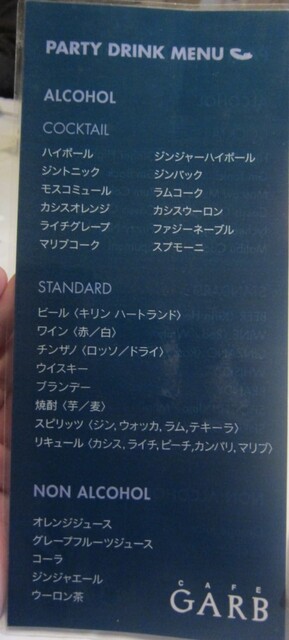 PARTY DRINK MENU
ALCOHOL
COCKTAIL
ハイボール ジンジャーハイボール
ジントニック ジンバック
モスコミュール ラムコーク
カシスオレンジ カシスウーロン
ライチグレープ ファジーネーブル
マリブコーク スプモーニ
STANDARD
ビール〈キリン ハートランド〉
ワイン〈赤／白〉
チンザノ〈ロッソ／ドライ〉
ウイスキー
ブランデー
焼酎〈芋／麦〉
スピリッツ〈ジン,ウォッカ,ラム,テキーラ〉
リキュール〈カシス,ライチ,ピーチ,カンパリ,マリブ〉
NON ALCOHOL
オレンジジュース
グレープフルーツジュース
コーラ
ジンジャエール
ウーロン茶
CAFE
GARB